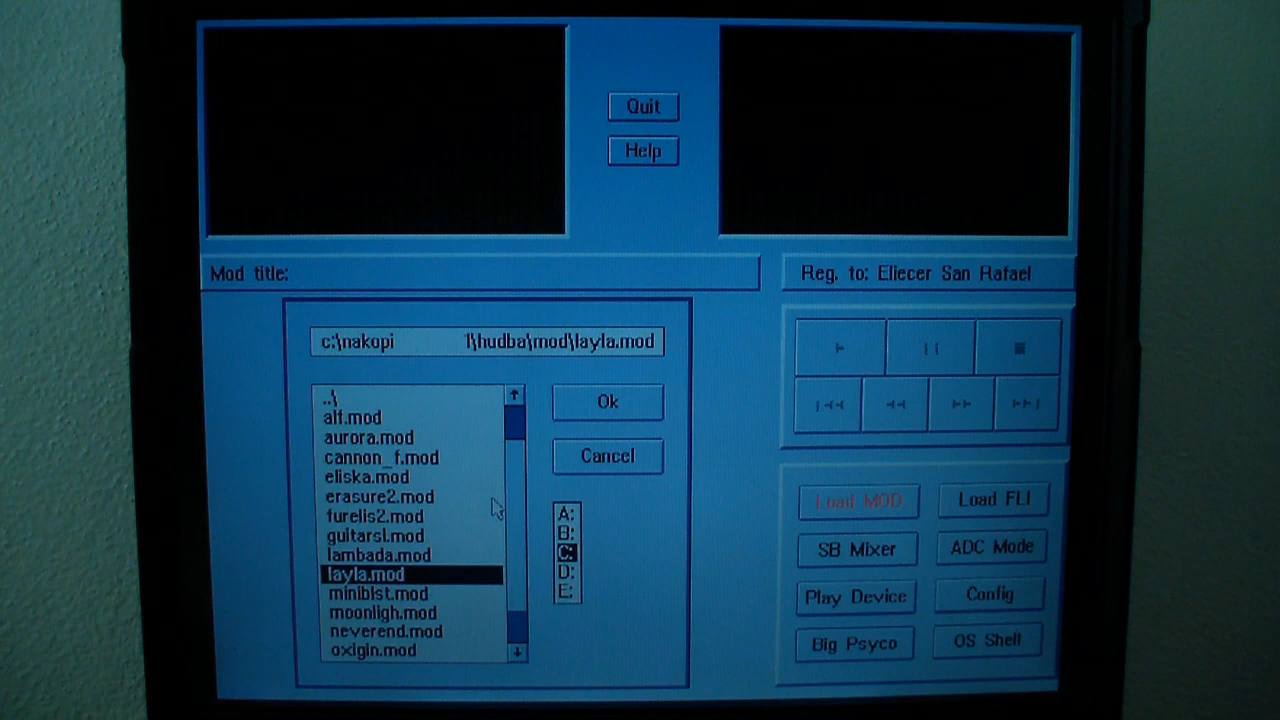 Quit
Help
Mod title:
Reg. to: Eliecer San Rafael
c:\nakopi 1\hudba\mod\layla.mod
..\
alf.mod
aurora.mod
cannon_f.mod
eliska.mod
erasure2.mod
furelis2.mod
guitarsl.mod
lambada.mod
layla.mod
miniblst.mod
moonligh.mod
neverend.mod
oxigin.mod
Ok
Cancel
A:
B:
C:
D:
E:
Load MOD
Load FLI
SB Mixer
ADC Mode
Play Device
Config
Big Psyco
OS Shell